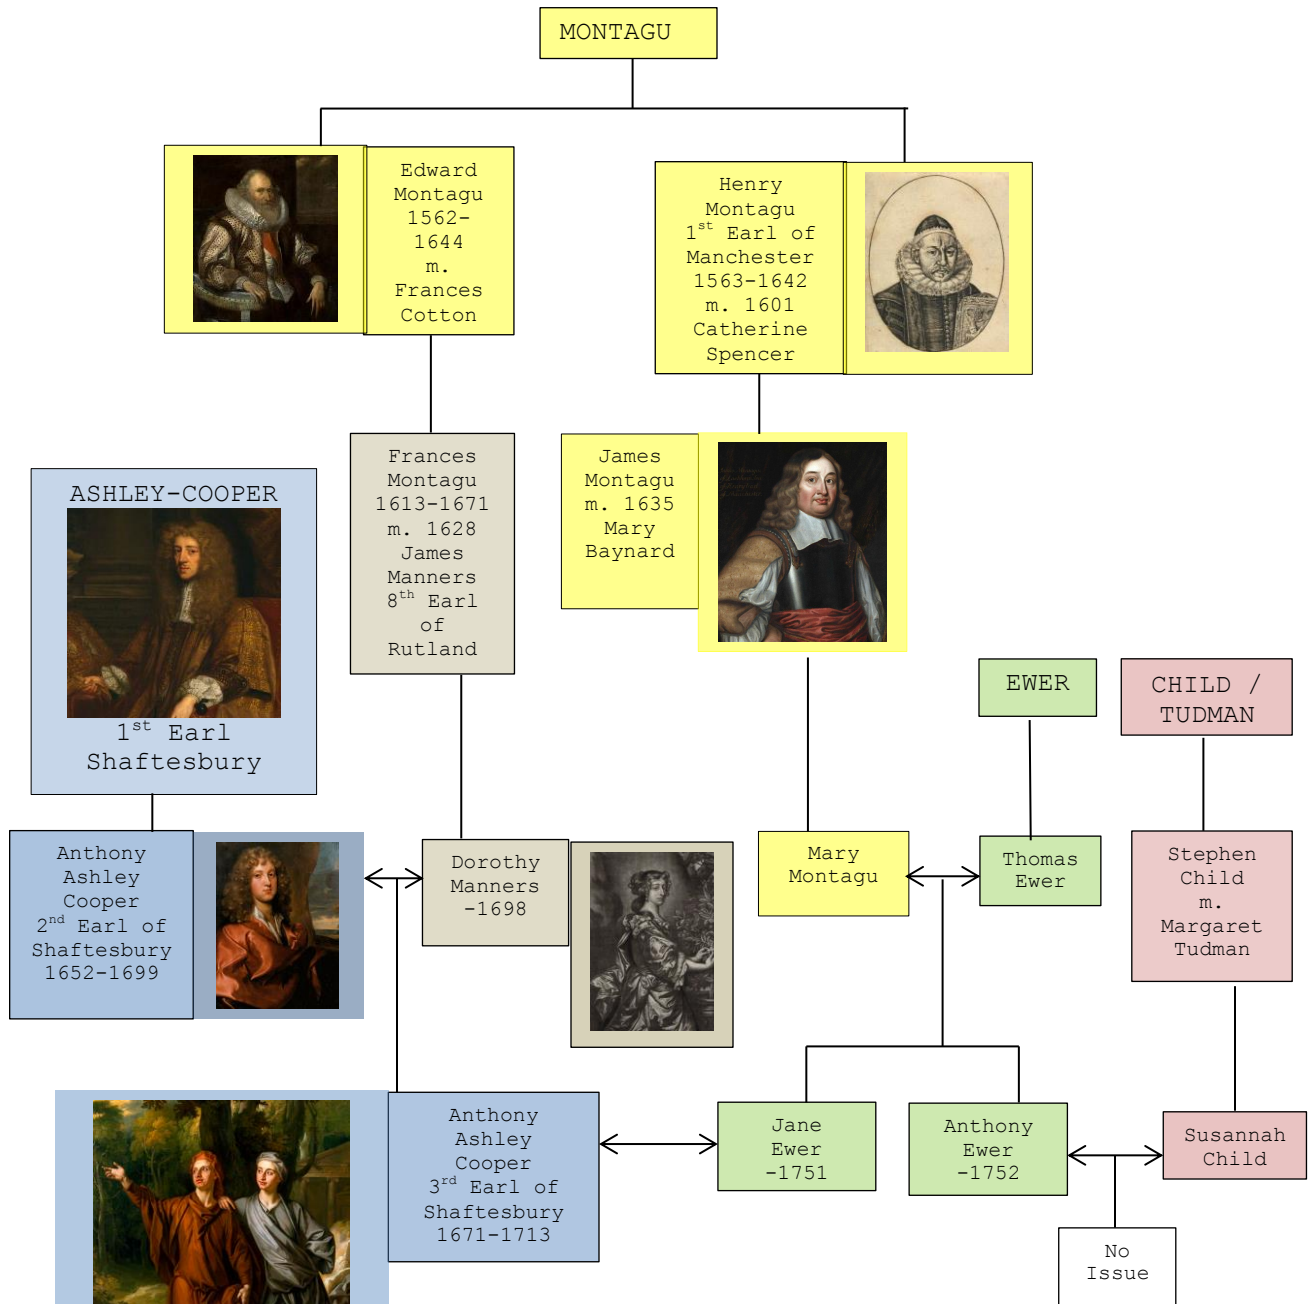 MONTAGU
Edward
Montagu
1562-
1644
m.
Frances
Cotton
Henry
Montagu
1st Earl of
Manchester
1563-1642
m. 1601
Catherine
Spencer
Frances
Montagu
1613-1671
m. 1628
James
Manners
8th Earl
of
Rutland
James
Montagu
m. 1635
Mary
Baynard
ASHLEY-COOPER
1st Earl
Shaftesbury
EWER
CHILD /
TUDMAN
Anthony
Ashley
Cooper
2nd Earl of
Shaftesbury
1652-1699
Dorothy
Manners
-1698
Mary
Montagu
Thomas
Ewer
Stephen
Child
m.
Margaret
Tudman
Anthony
Ashley
Cooper
3rd Earl of
Shaftesbury
1671-1713
Jane
Ewer
-1751
Anthony
Ewer
-1752
Susannah
Child
No
Issue